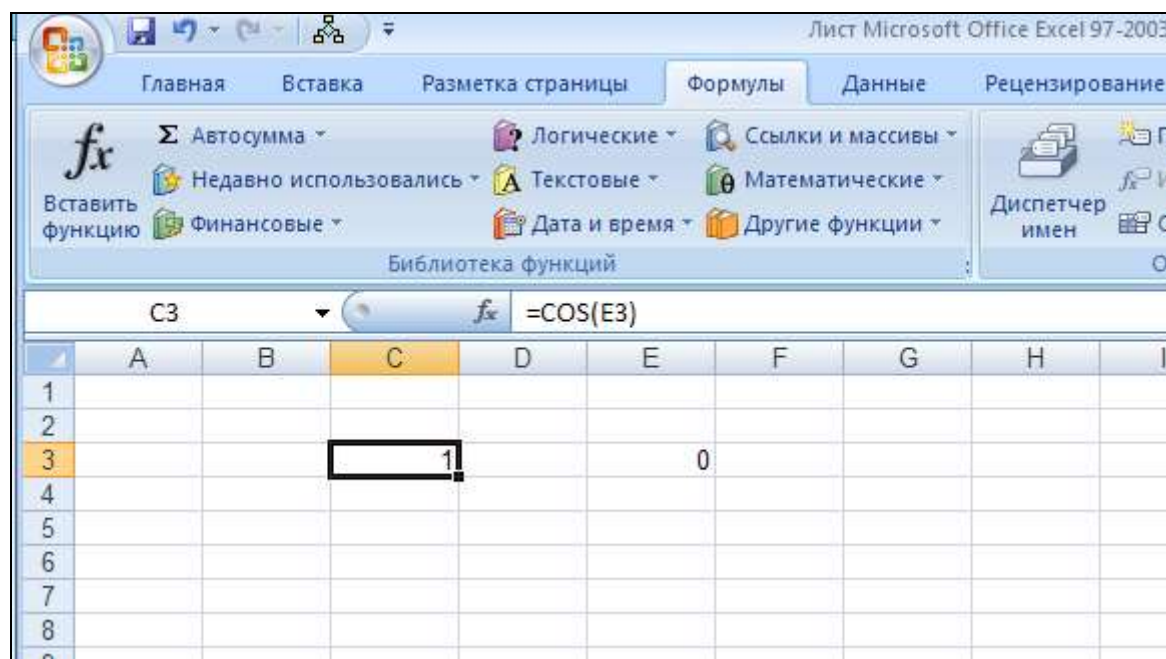 Лист Microsoft Office Excel 97-2003
Главная Вставка Разметка страницы Формулы Данные Рецензирование
fx Σ Автосумма Логические Ссылки и массивы
Недавно использовались A Текстовые θ Математические
Вставить функцию Финансовые Дата и время Другие функции Диспетчер имен
Библиотека функций
C3 fx =COS(E3)
A B C D E F G H
1
2
3 1 0
4
5
6
7
8